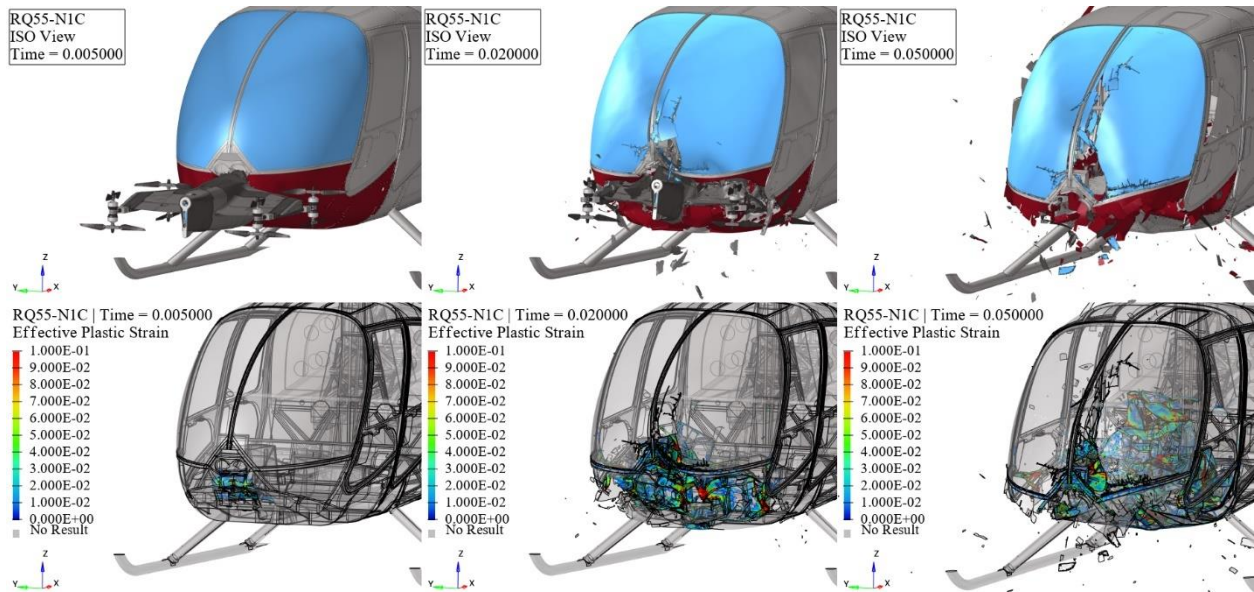 RQ55-N1C
ISO View
Time = 0.005000
Z
Y
X
RQ55-N1C
ISO View
Time = 0.020000
Z
Y
X
RQ55-N1C
ISO View
Time = 0.050000
Z
Y
X
RQ55-N1C | Time = 0.005000
Effective Plastic Strain
1.000E-01
9.000E-02
8.000E-02
7.000E-02
6.000E-02
5.000E-02
4.000E-02
3.000E-02
2.000E-02
1.000E-02
0.000E+00
No Result
Z
Y
X
RQ55-N1C | Time = 0.020000
Effective Plastic Strain
1.000E-01
9.000E-02
8.000E-02
7.000E-02
6.000E-02
5.000E-02
4.000E-02
3.000E-02
2.000E-02
1.000E-02
0.000E+00
No Result
Z
Y
X
RQ55-N1C | Time = 0.050000
Effective Plastic Strain
1.000E-01
9.000E-02
8.000E-02
7.000E-02
6.000E-02
5.000E-02
4.000E-02
3.000E-02
2.000E-02
1.000E-02
0.000E+00
No Result
Z
Y
X